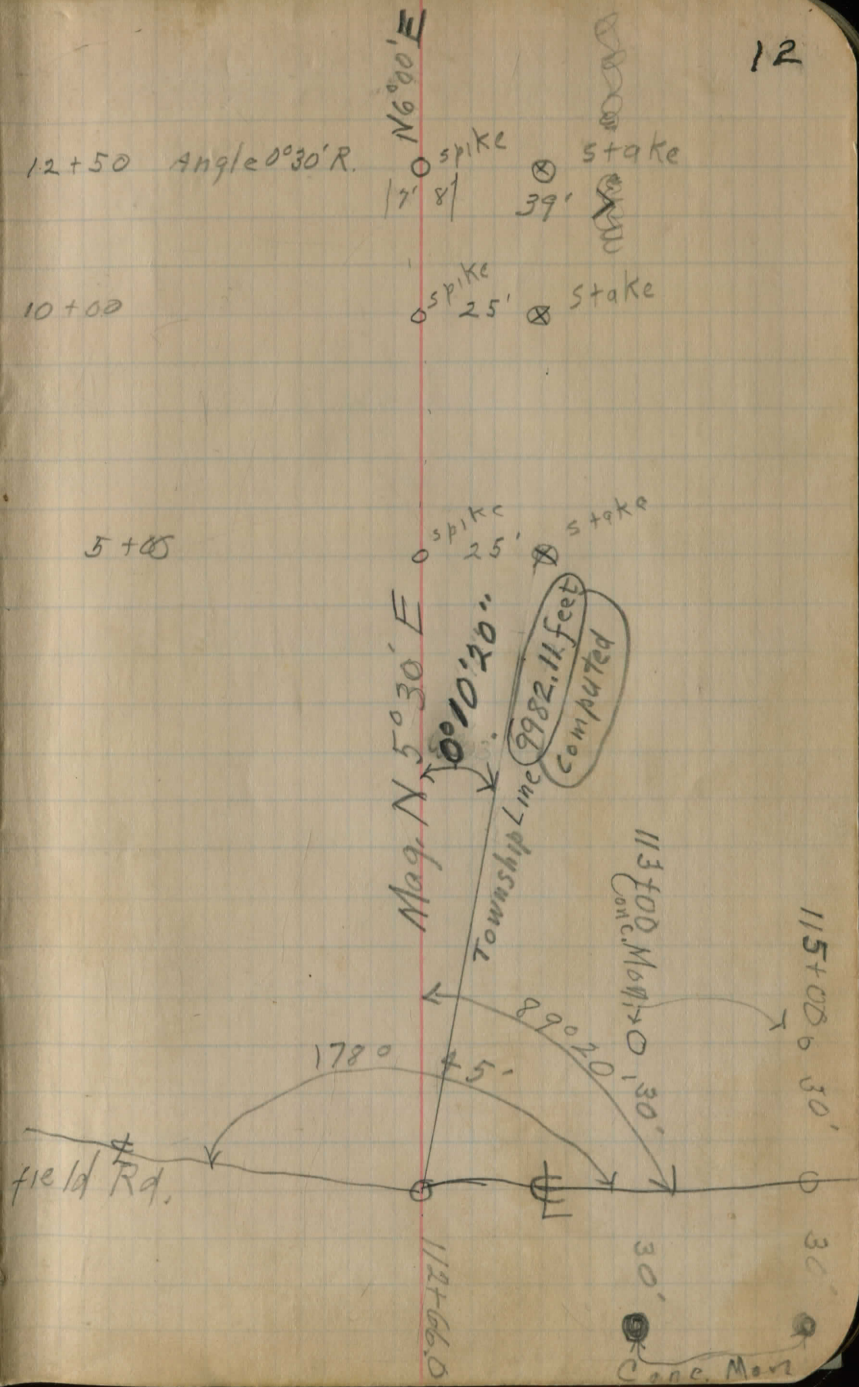 12
N6°00'E
12+50 Angle 0°30'R. spike stake
7' 8' 39'
10+00 spike 25' stake
5+00 spike 25' stake
Mag. N 5°30' E
0°10'20"
Township Line 9982.11 feet
computed
113+00
Conc. Mon.
30'
115+00
30'
89°20
+5'
178°
field Rd.
112+66.0
30'
30'
Conc. Mon